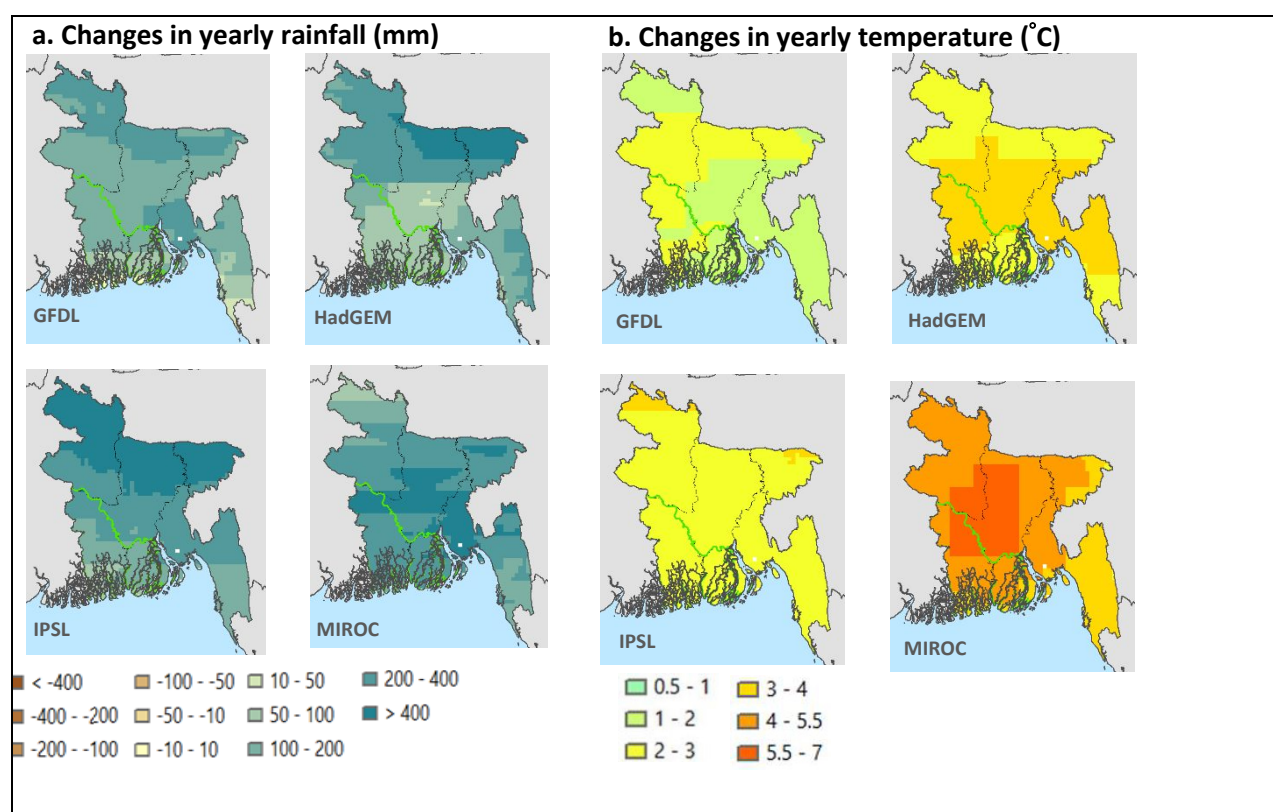 a. Changes in yearly rainfall (mm)
b. Changes in yearly temperature (°C)
GFDL
HadGEM
GFDL
HadGEM
IPSL
MIROC
IPSL
MIROC
< -400
-100 - -50
10 - 50
200 - 400
-400 - -200
-50 - -10
50 - 100
> 400
-200 - -100
-10 - 10
100 - 200
0.5 - 1
3 - 4
1 - 2
4 - 5.5
2 - 3
5.5 - 7